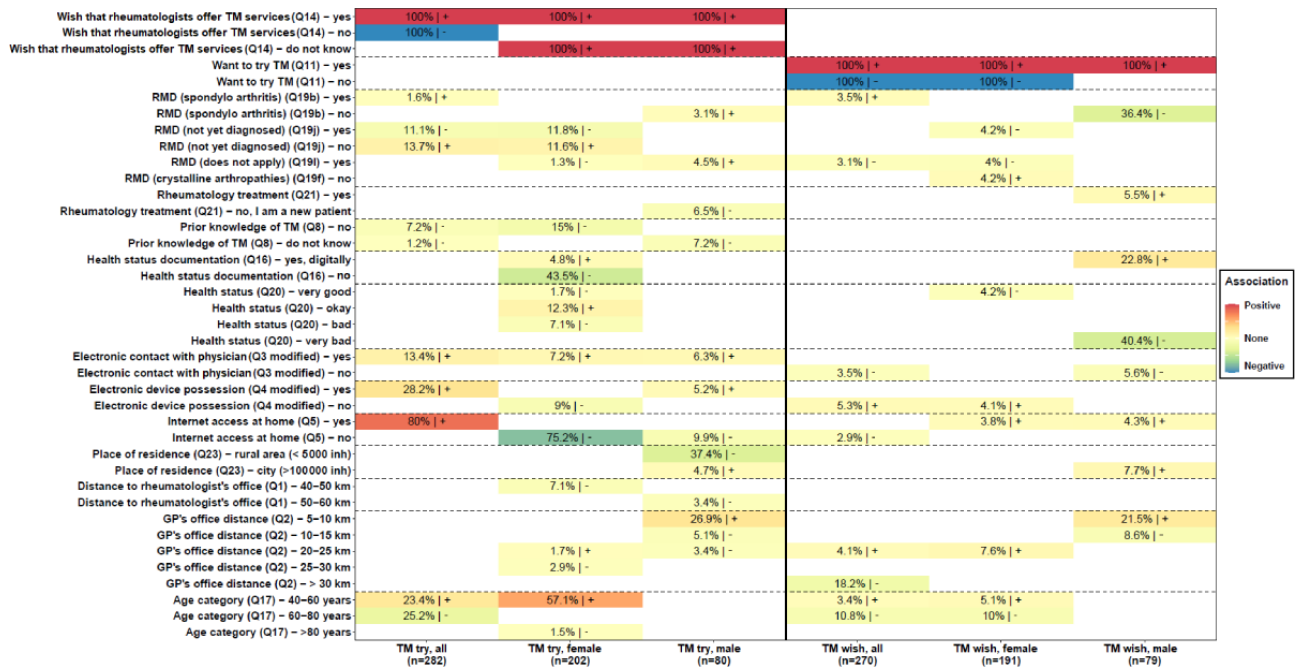 Wish that rheumatologists offer TM services (Q14) – yes 100% | + 100% | + 100% | +
Wish that rheumatologists offer TM services (Q14) – no 100% | -
Wish that rheumatologists offer TM services (Q14) – do not know 100% | + 100% | +
Want to try TM (Q11) – yes 100% | + 100% | + 100% | +
Want to try TM (Q11) – no 100% | - 100% | -
RMD (spondylo arthritis) (Q19b) – yes 1.6% | + 3.5% | +
RMD (spondylo arthritis) (Q19b) – no 3.1% | + 36.4% | -
RMD (not yet diagnosed) (Q19j) – yes 11.1% | - 11.8% | - 4.2% | -
RMD (not yet diagnosed) (Q19j) – no 13.7% | + 11.6% | +
RMD (does not apply) (Q19l) – yes 1.3% | - 4.5% | + 3.1% | - 4% | -
RMD (crystalline arthropathies) (Q19f) – no 4.2% | +
Rheumatology treatment (Q21) – yes 5.5% | +
Rheumatology treatment (Q21) – no, I am a new patient 6.5% | -
Prior knowledge of TM (Q8) – no 7.2% | - 15% | -
Prior knowledge of TM (Q8) – do not know 1.2% | - 7.2% | -
Health status documentation (Q16) – yes, digitally 4.8% | + 22.8% | +
Health status documentation (Q16) – no 43.5% | -
Health status (Q20) – very good 1.7% | - 4.2% | -
Health status (Q20) – okay 12.3% | +
Health status (Q20) – bad 7.1% | -
Health status (Q20) – very bad 40.4% | -
Electronic contact with physician (Q3 modified) – yes 13.4% | + 7.2% | + 6.3% | +
Electronic contact with physician (Q3 modified) – no 3.5% | - 5.6% | -
Electronic device possession (Q4 modified) – yes 28.2% | + 5.2% | +
Electronic device possession (Q4 modified) – no 9% | - 5.3% | + 4.1% | +
Internet access at home (Q5) – yes 80% | + 3.8% | + 4.3% | +
Internet access at home (Q5) – no 75.2% | - 9.9% | - 2.9% | -
Place of residence (Q23) – rural area (< 5000 inh) 37.4% | -
Place of residence (Q23) – city (>100000 inh) 4.7% | + 7.7% | +
Distance to rheumatologist's office (Q1) – 40–50 km 7.1% | -
Distance to rheumatologist's office (Q1) – 50–60 km 3.4% | -
GP's office distance (Q2) – 5–10 km 26.9% | + 21.5% | +
GP's office distance (Q2) – 10–15 km 5.1% | - 8.6% | -
GP's office distance (Q2) – 20–25 km 1.7% | + 3.4% | - 4.1% | + 7.6% | +
GP's office distance (Q2) – 25–30 km 2.9% | -
GP's office distance (Q2) – > 30 km 18.2% | -
Age category (Q17) – 40–60 years 23.4% | + 57.1% | + 3.4% | + 5.1% | +
Age category (Q17) – 60–80 years 25.2% | - 10.8% | - 10% | -
Age category (Q17) – >80 years 1.5% | -
TM try, all TM try, female TM try, male TM wish, all TM wish, female TM wish, male
(n=282) (n=202) (n=80) (n=270) (n=191) (n=79)
Association
Positive
None
Negative